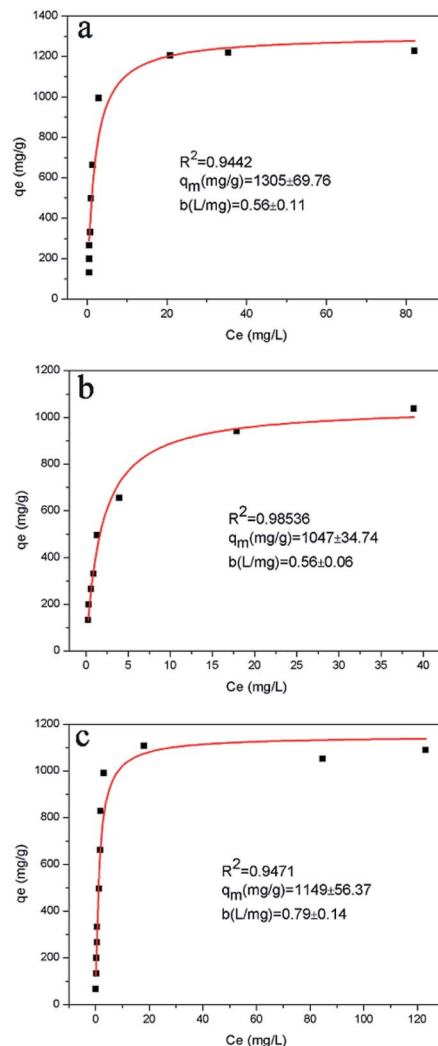 a
1400
1200
1000
800
600
400
200
0
qe (mg/g)
R²=0.9442
qm(mg/g)=1305±69.76
b(L/mg)=0.56±0.11
0 20 40 60 80
Ce (mg/L)
b
1200
1000
800
600
400
200
0
qe (mg/g)
R²=0.98536
qm(mg/g)=1047±34.74
b(L/mg)=0.56±0.06
0 5 10 15 20 25 30 35 40
Ce (mg/L)
c
1200
1000
800
600
400
200
0
qe (mg/g)
R²=0.9471
qm(mg/g)=1149±56.37
b(L/mg)=0.79±0.14
0 20 40 60 80 100 120
Ce (mg/L)